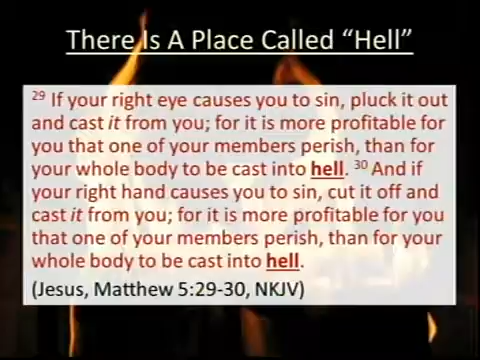 There Is A Place Called “Hell”
29 If your right eye causes you to sin, pluck it out
and cast it from you; for it is more profitable for
you that one of your members perish, than for
your whole body to be cast into hell. 30 And if
your right hand causes you to sin, cut it off and
cast it from you; for it is more profitable for you
that one of your members perish, than for your
whole body to be cast into hell.
(Jesus, Matthew 5:29-30, NKJV)